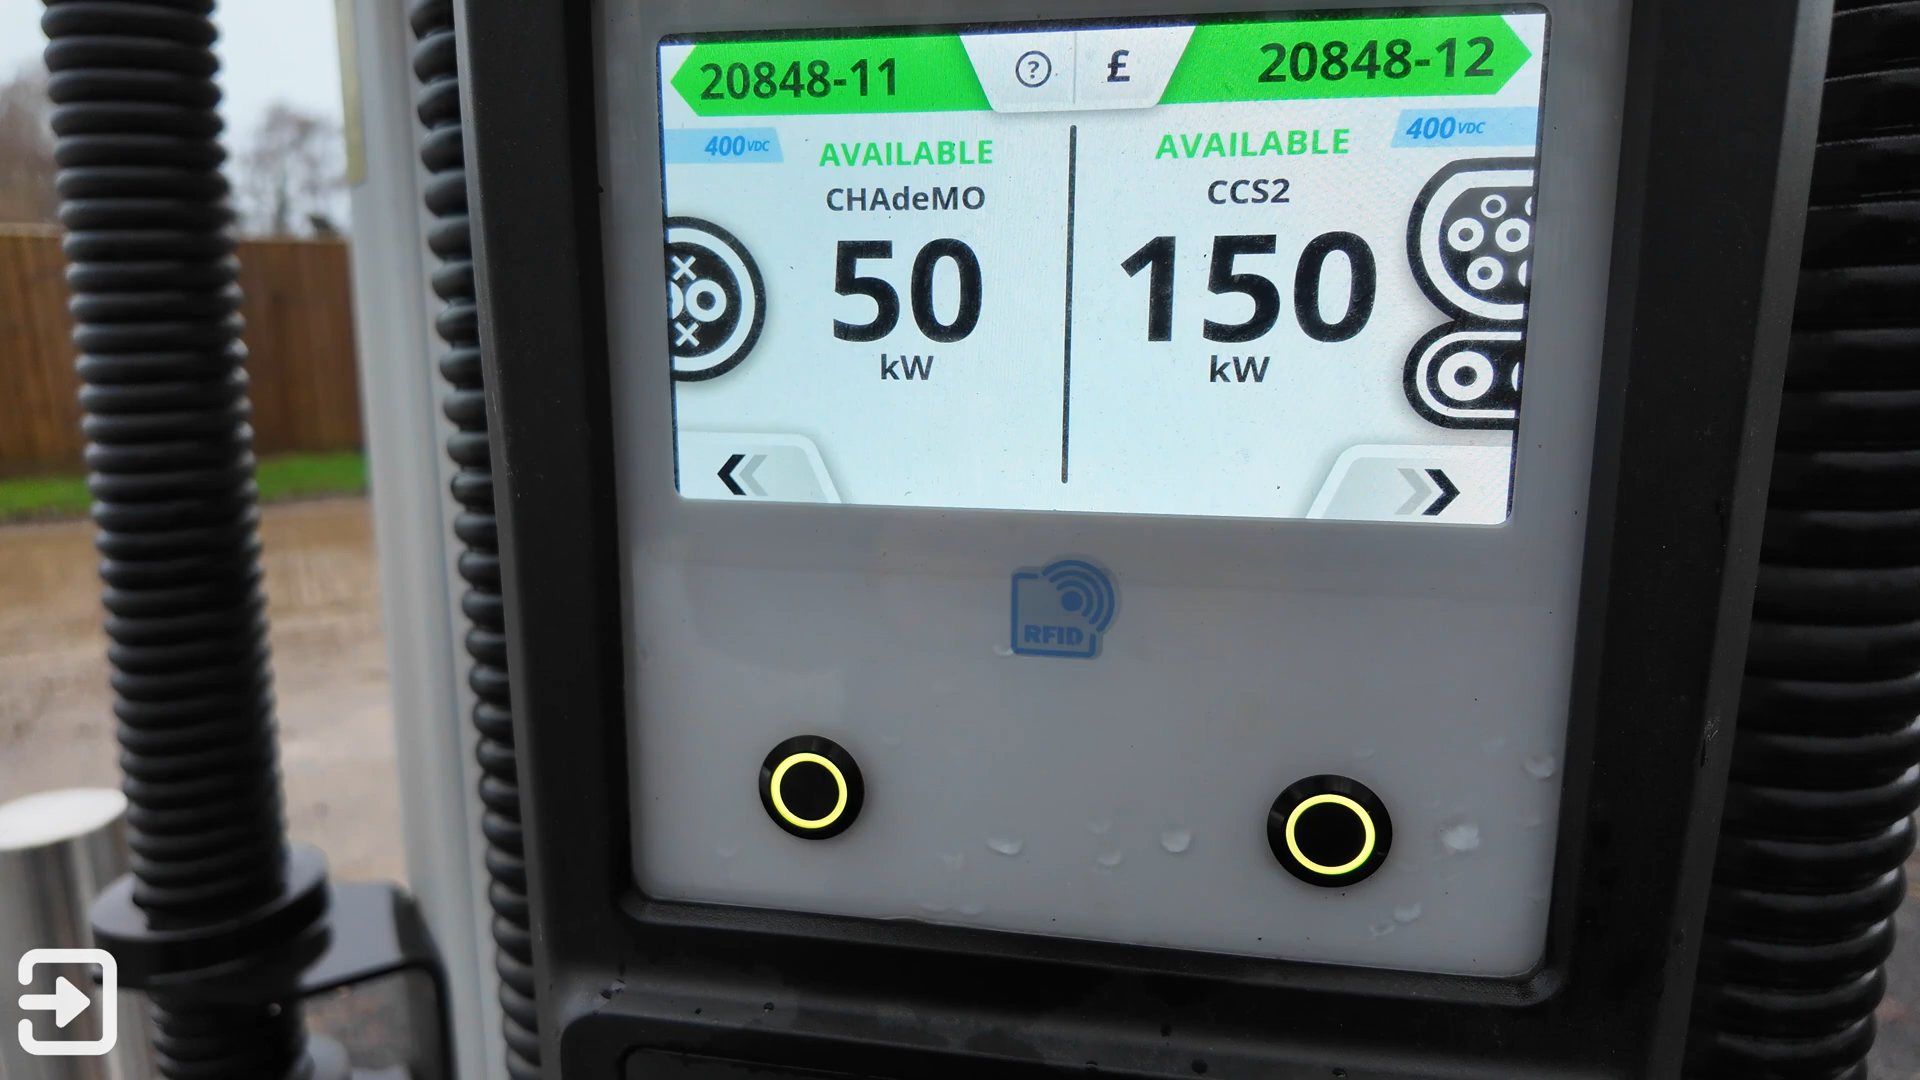 20848-11
?
£
20848-12
400VDC
AVAILABLE
CHAdeMO
50
kW
AVAILABLE
400VDC
CCS2
150
kW
RFID